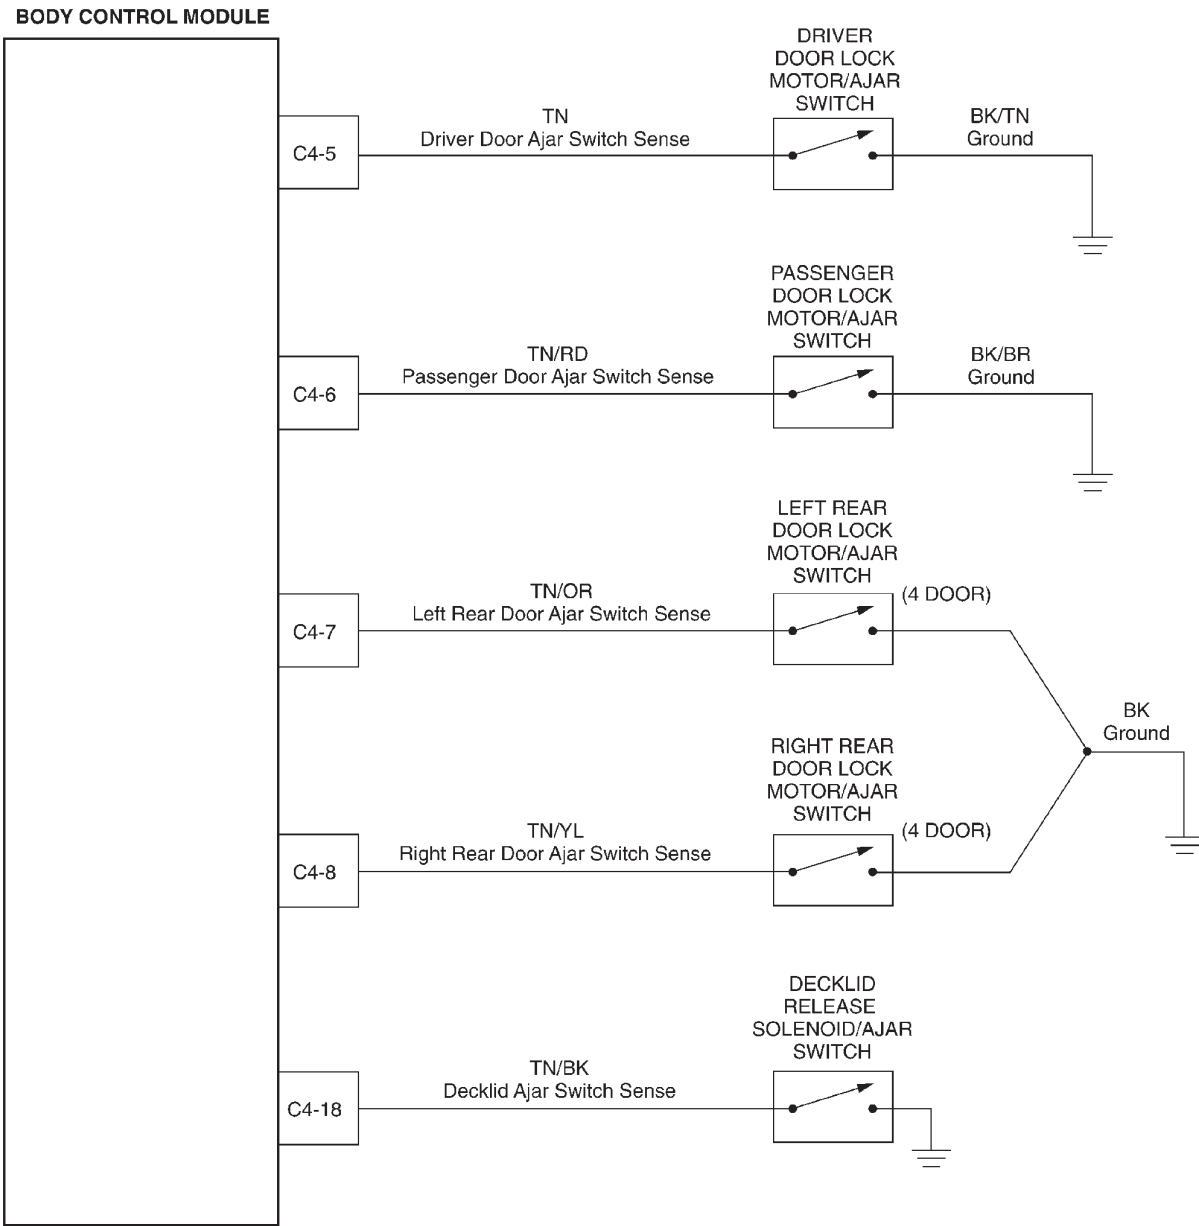 BODY CONTROL MODULE
DRIVER
DOOR LOCK
MOTOR/AJAR
SWITCH
C4-5
TN
Driver Door Ajar Switch Sense
BK/TN
Ground
PASSENGER
DOOR LOCK
MOTOR/AJAR
SWITCH
C4-6
TN/RD
Passenger Door Ajar Switch Sense
BK/BR
Ground
LEFT REAR
DOOR LOCK
MOTOR/AJAR
SWITCH
(4 DOOR)
C4-7
TN/OR
Left Rear Door Ajar Switch Sense
BK
Ground
RIGHT REAR
DOOR LOCK
MOTOR/AJAR
SWITCH
(4 DOOR)
C4-8
TN/YL
Right Rear Door Ajar Switch Sense
DECKLID
RELEASE
SOLENOID/AJAR
SWITCH
C4-18
TN/BK
Decklid Ajar Switch Sense